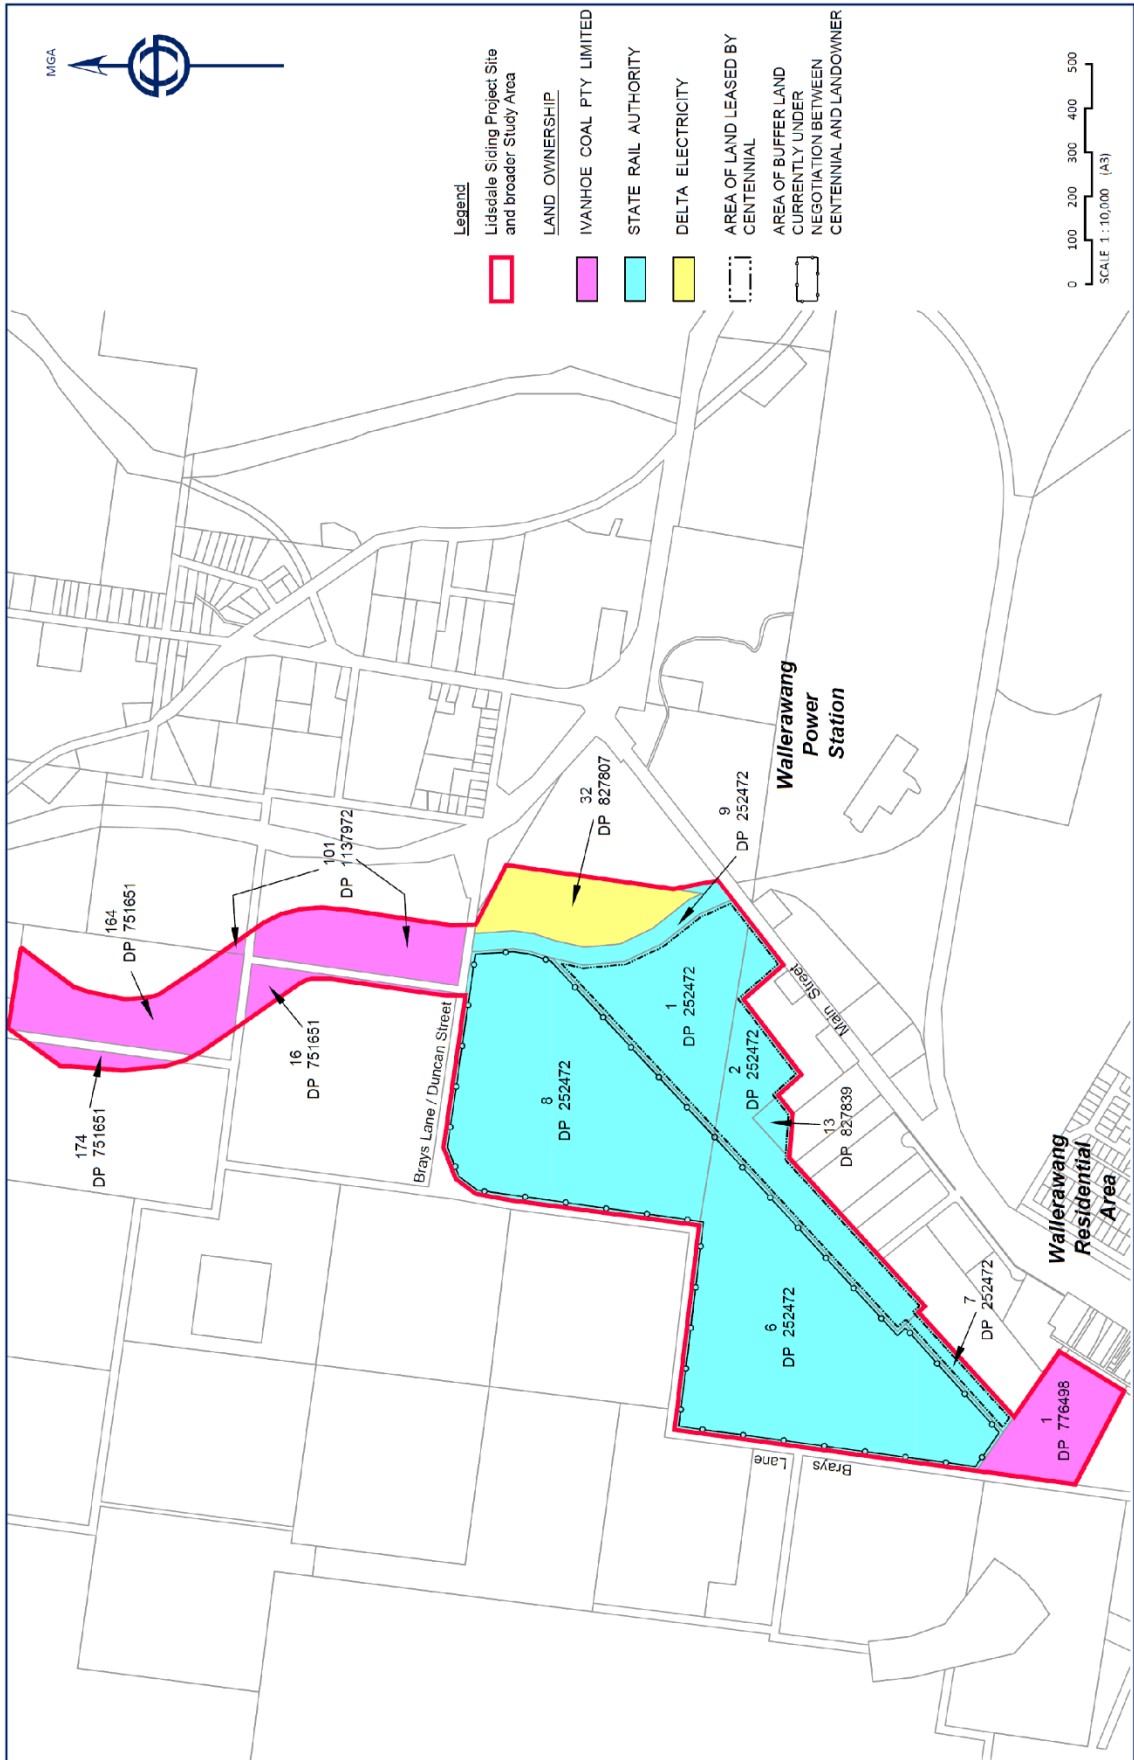 MGA
Legend
Lidsdale Siding Project Site
and broader Study Area
LAND OWNERSHIP
IVANHOE COAL PTY LIMITED
STATE RAIL AUTHORITY
DELTA ELECTRICITY
AREA OF LAND LEASED BY
CENTENNIAL
AREA OF BUFFER LAND
CURRENTLY UNDER
NEGOTIATION BETWEEN
CENTENNIAL AND LANDOWNER
0 100 200 300 400 500
SCALE 1 : 10,000 (A3)
174
DP 751651
164
DP 751651
16
DP 751651
101
DP 1137972
Brays Lane / Duncan Street
8
DP 252472
32
DP 827807
9
DP 252472
1
DP 252472
2
DP 252472
13
DP 827839
Main Street
Wallerawang
Power
Station
6
DP 252472
7
DP 252472
Brays
Lane
1
DP 776498
Wallerawang
Residential
Area